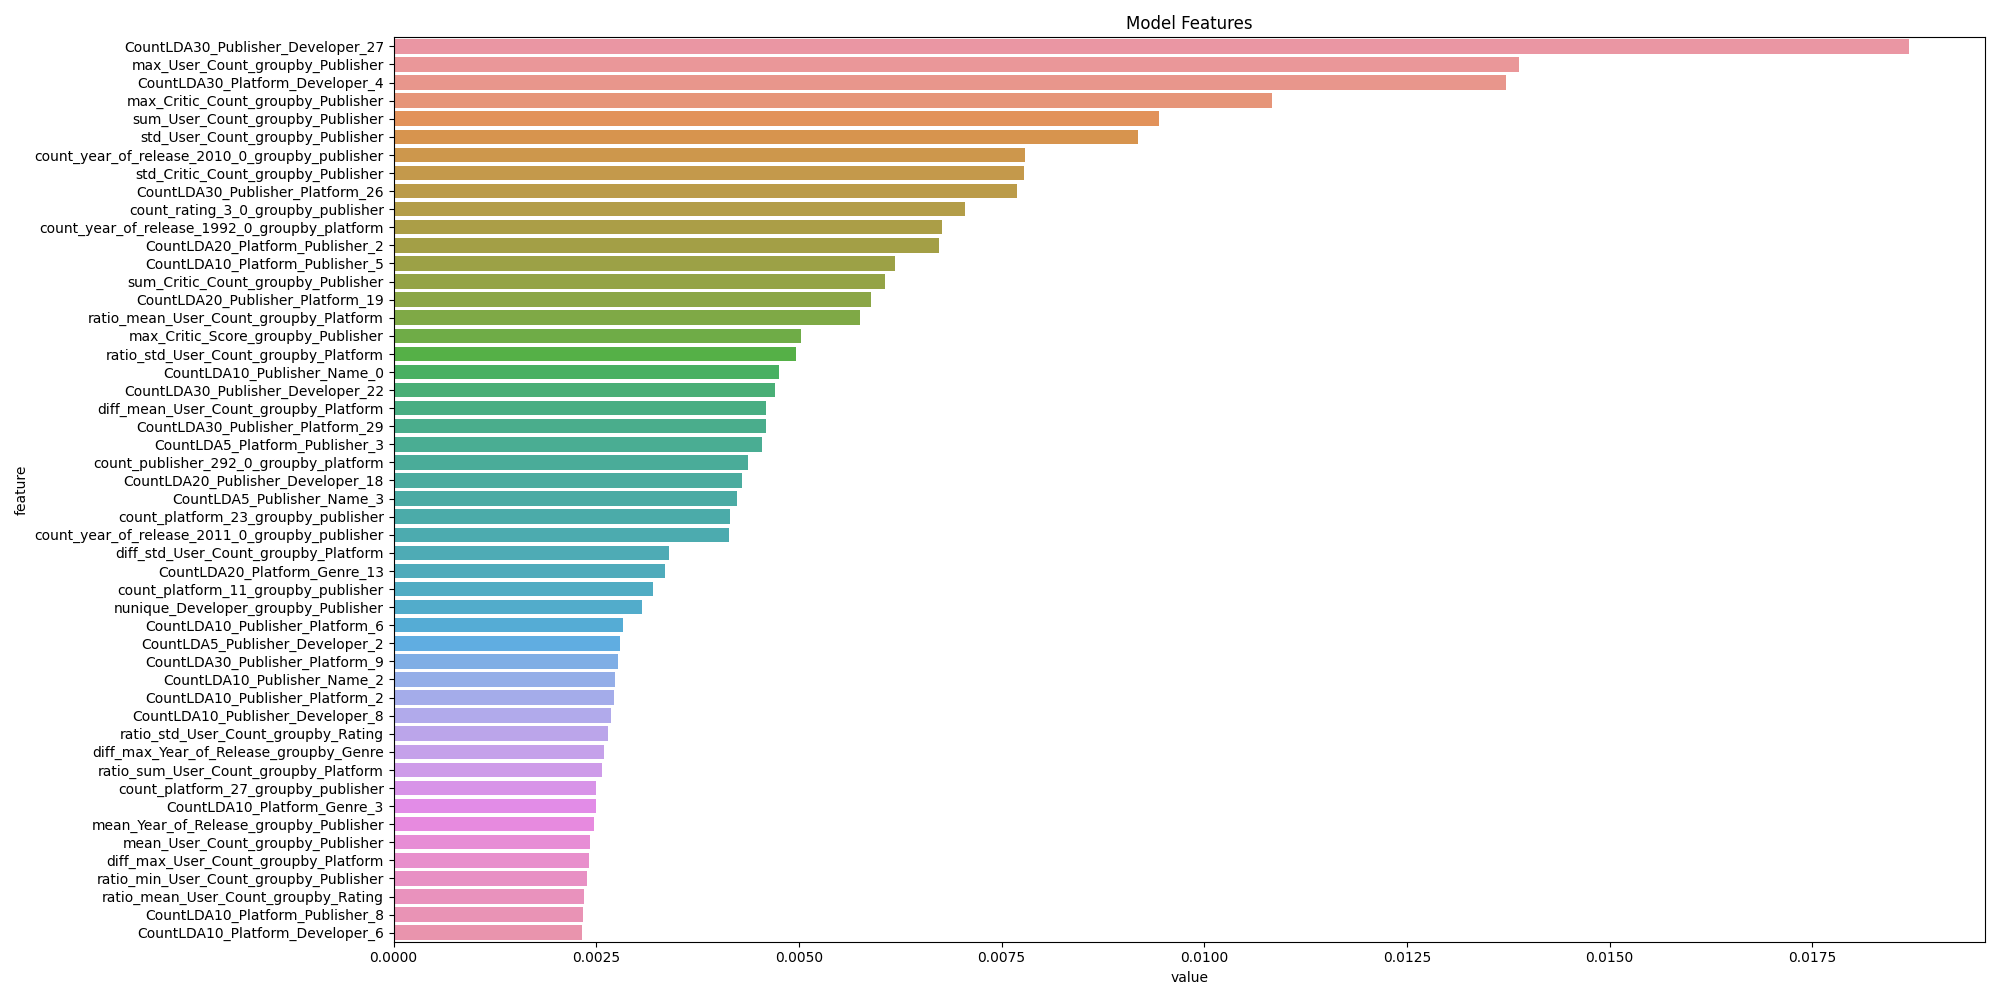 Model Features
CountLDA30_Publisher_Developer_27
max_User_Count_groupby_Publisher
CountLDA30_Platform_Developer_4
max_Critic_Count_groupby_Publisher
sum_User_Count_groupby_Publisher
std_User_Count_groupby_Publisher
count_year_of_release_2010_0_groupby_publisher
std_Critic_Count_groupby_Publisher
CountLDA30_Publisher_Platform_26
count_rating_3_0_groupby_publisher
count_year_of_release_1992_0_groupby_platform
CountLDA20_Platform_Publisher_2
CountLDA10_Platform_Publisher_5
sum_Critic_Count_groupby_Publisher
CountLDA20_Publisher_Platform_19
ratio_mean_User_Count_groupby_Platform
max_Critic_Score_groupby_Publisher
ratio_std_User_Count_groupby_Platform
CountLDA10_Publisher_Name_0
CountLDA30_Publisher_Developer_22
diff_mean_User_Count_groupby_Platform
CountLDA30_Publisher_Platform_29
CountLDA5_Platform_Publisher_3
count_publisher_292_0_groupby_platform
CountLDA20_Publisher_Developer_18
CountLDA5_Publisher_Name_3
count_platform_23_groupby_publisher
count_year_of_release_2011_0_groupby_publisher
diff_std_User_Count_groupby_Platform
CountLDA20_Platform_Genre_13
count_platform_11_groupby_publisher
nunique_Developer_groupby_Publisher
CountLDA10_Publisher_Platform_6
CountLDA5_Publisher_Developer_2
CountLDA30_Publisher_Platform_9
CountLDA10_Publisher_Name_2
CountLDA10_Publisher_Platform_2
CountLDA10_Publisher_Developer_8
ratio_std_User_Count_groupby_Rating
diff_max_Year_of_Release_groupby_Genre
ratio_sum_User_Count_groupby_Platform
count_platform_27_groupby_publisher
CountLDA10_Platform_Genre_3
mean_Year_of_Release_groupby_Publisher
mean_User_Count_groupby_Publisher
diff_max_User_Count_groupby_Platform
ratio_min_User_Count_groupby_Publisher
ratio_mean_User_Count_groupby_Rating
CountLDA10_Platform_Publisher_8
CountLDA10_Platform_Developer_6
feature
0.0000 0.0025 0.0050 0.0075 0.0100 0.0125 0.0150 0.0175
value